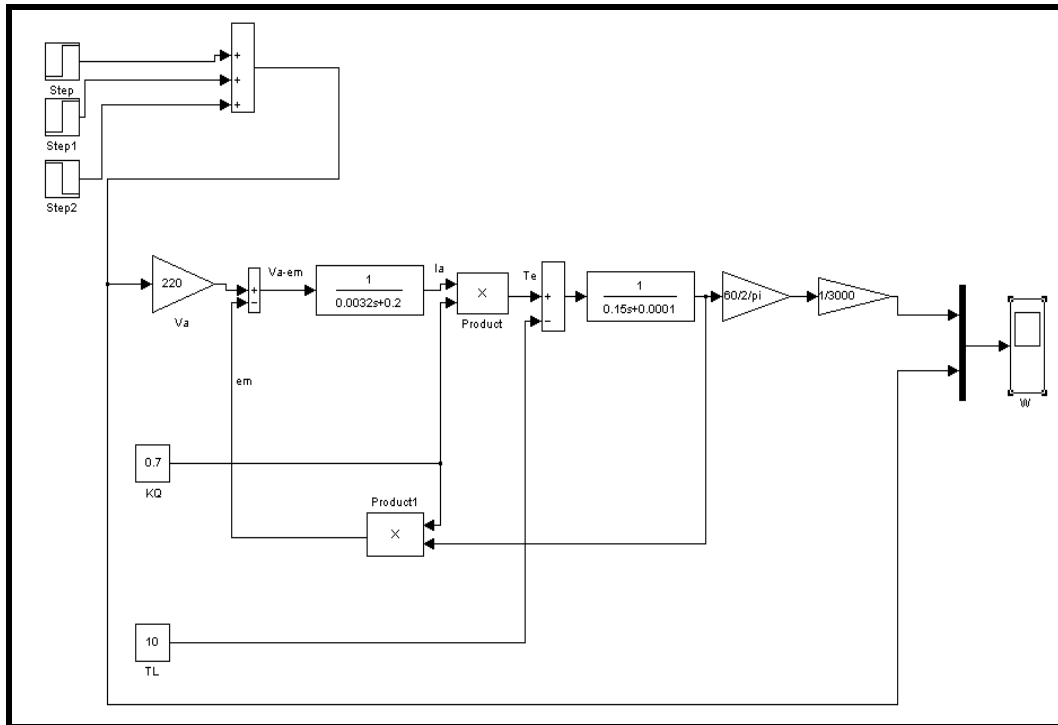 +
Step
+
+
Step1
Step2
Va-em
Ia
Te
220
+
−
1
0.0032s+0.2
×
+
−
1
0.15s+0.0001
60/2/pi
1/3000
Va
Product
em
W
0.7
KQ
Product1
×
10
TL